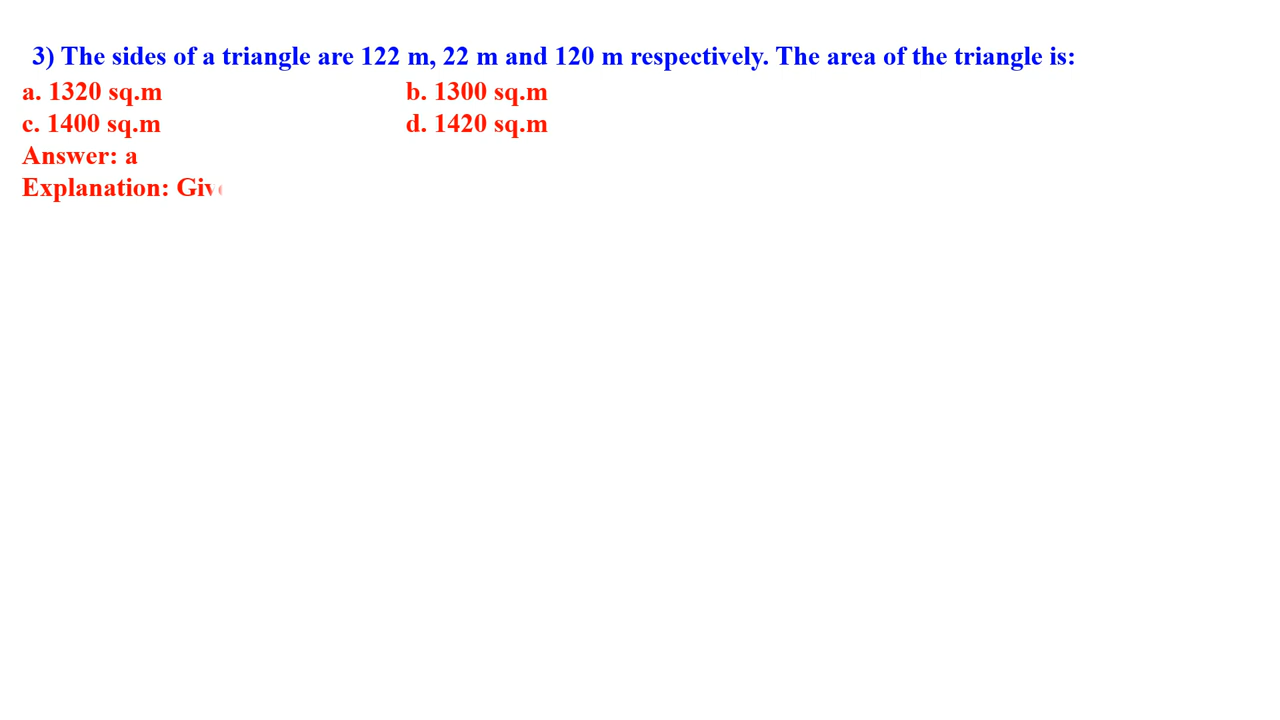 3) The sides of a triangle are 122 m, 22 m and 120 m respectively. The area of the triangle is:
a. 1320 sq.m b. 1300 sq.m
c. 1400 sq.m d. 1420 sq.m
Answer: a
Explanation: Giv